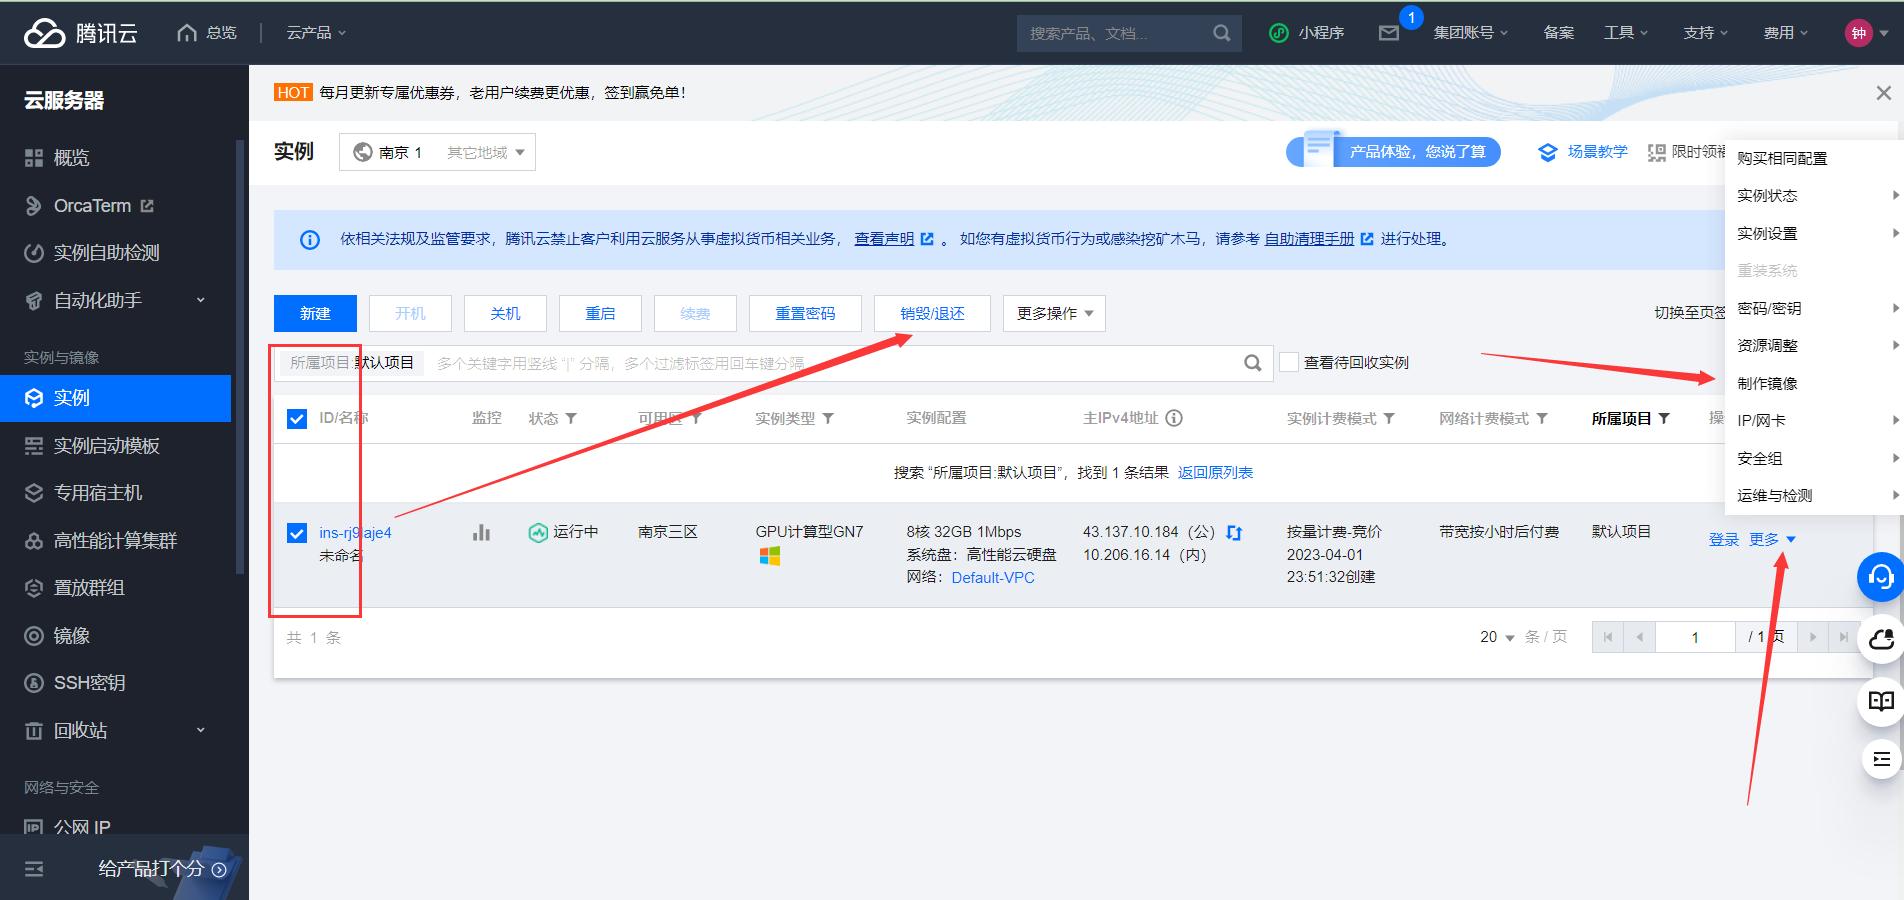 腾讯云
总览
云产品
搜索产品、文档...
小程序
1
集团账号
备案
工具
支持
费用
钟
云服务器
概览
OrcaTerm
实例自助检测
自动化助手
实例与镜像
实例
实例启动模板
专用宿主机
高性能计算集群
置放群组
镜像
SSH密钥
回收站
网络与安全
公网 IP
给产品打个分
HOT 每月更新专属优惠券，老用户续费更优惠，签到赢免单！
实例
南京 1 其它地域
产品体验，您说了算
场景教学
限时领
依相关法规及监管要求，腾讯云禁止客户利用云服务从事虚拟货币相关业务， 查看声明 。 如您有虚拟货币行为或感染挖矿木马，请参考 自助清理手册 进行处理。
新建 开机 关机 重启 续费 重置密码 销毁/退还 更多操作
切换至页签
所属项目:默认项目 多个关键字用竖线 “|” 分隔，多个过滤标签用回车键分隔
查看待回收实例
ID/名称 监控 状态 可用区 实例类型 实例配置 主IPv4地址 实例计费模式 网络计费模式 所属项目 操
搜索 “所属项目:默认项目”，找到 1 条结果 返回原列表
ins-rj9laje4
未命名
运行中
南京三区
GPU计算型GN7
8核 32GB 1Mbps
系统盘：高性能云硬盘
网络：Default-VPC
43.137.10.184（公）
10.206.16.14（内）
按量计费-竞价
2023-04-01
23:51:32创建
带宽按小时后付费
默认项目
登录 更多
共 1 条
20 条 / 页
1 / 1 页
购买相同配置
实例状态
实例设置
重装系统
密码/密钥
资源调整
制作镜像
IP/网卡
安全组
运维与检测